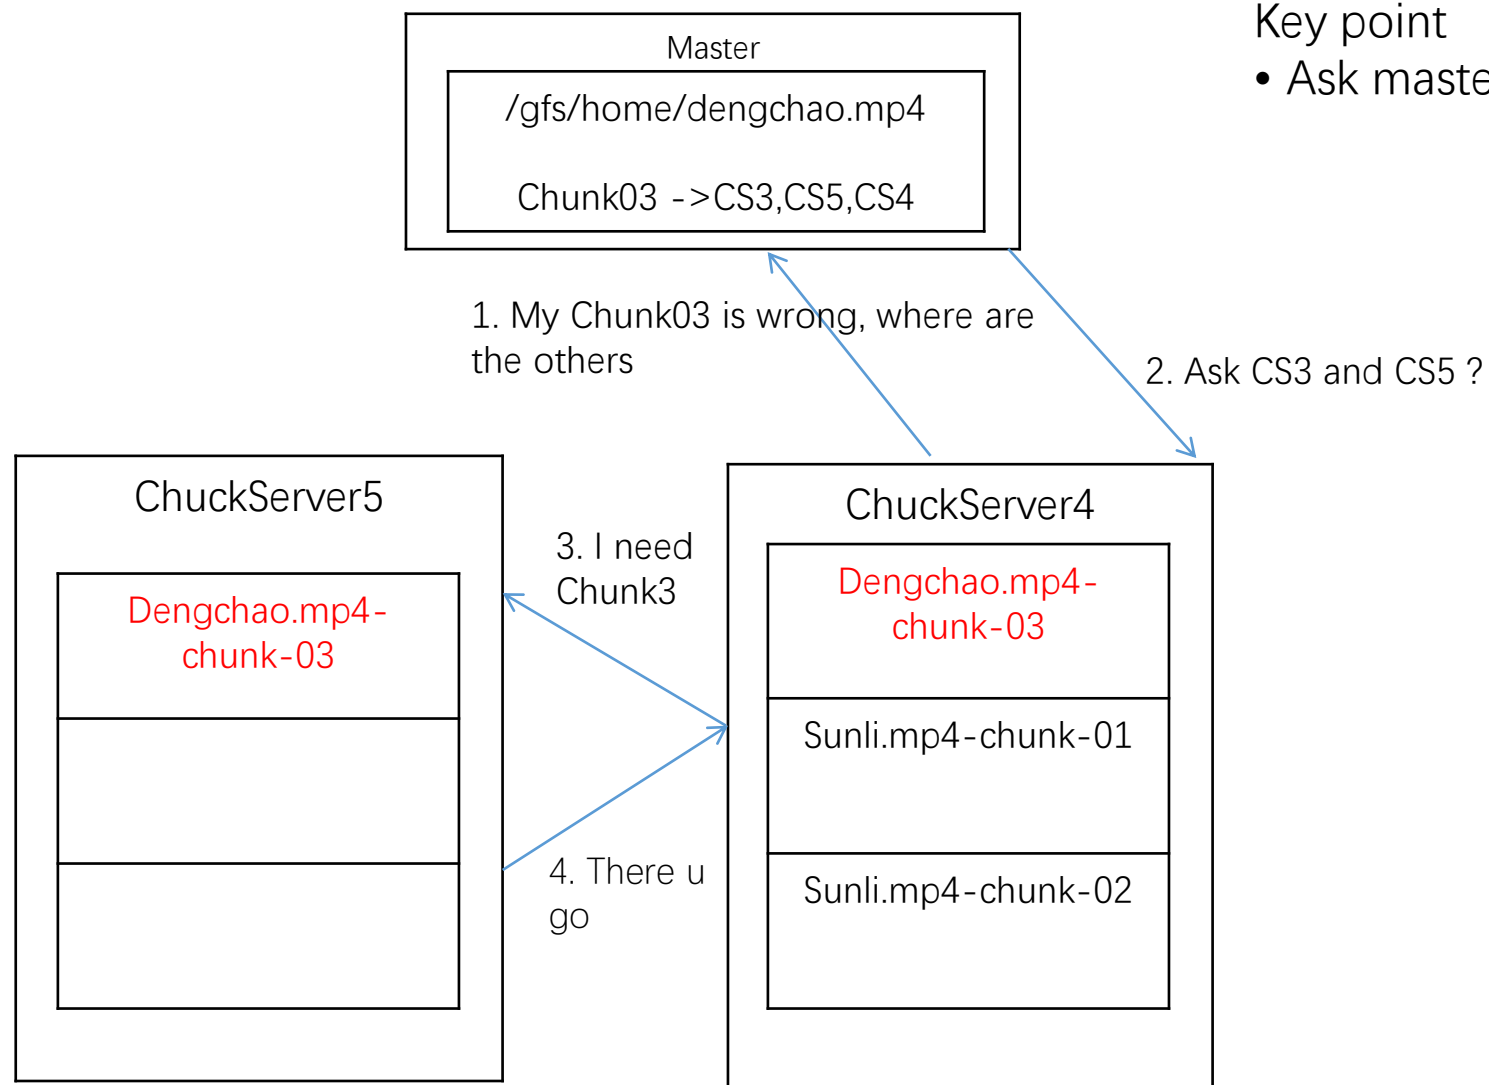 Key point
• Ask maste
Master
/gfs/home/dengchao.mp4
Chunk03 ->CS3,CS5,CS4
1. My Chunk03 is wrong, where are
the others
2. Ask CS3 and CS5 ?
ChuckServer5
Dengchao.mp4-
chunk-03
3. I need
Chunk3
4. There u
go
ChuckServer4
Dengchao.mp4-
chunk-03
Sunli.mp4-chunk-01
Sunli.mp4-chunk-02